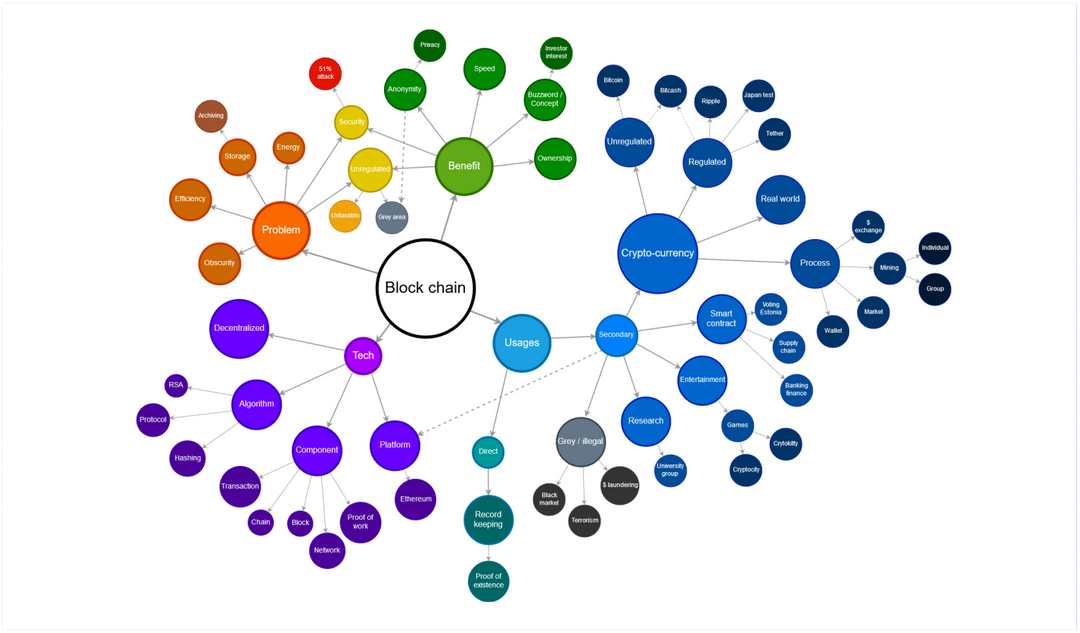 Block chain
Benefit
Anonymity
Privacy
Speed
Buzzword /
Concept
Investor
interest
Ownership
Security
51%
attack
Unregulated
Untaxable
Grey area
Problem
Storage
Archiving
Energy
Efficiency
Obscurity
Tech
Decentralized
Algorithm
RSA
Protocol
Hashing
Component
Transaction
Chain
Block
Network
Proof of
work
Platform
Ethereum
Usages
Direct
Record
keeping
Proof of
existence
Secondary
Crypto-currency
Unregulated
Bitcoin
Bitcash
Regulated
Ripple
Japan test
Tether
Real world
Process
$
exchange
Mining
Individual
Group
Market
Wallet
Smart
contract
Voting
Estonia
Supply
chain
Banking
finance
Entertainment
Games
Crytokitty
Cryptocity
Research
University
group
Grey / illegal
Black
market
Terrorism
$ laundering